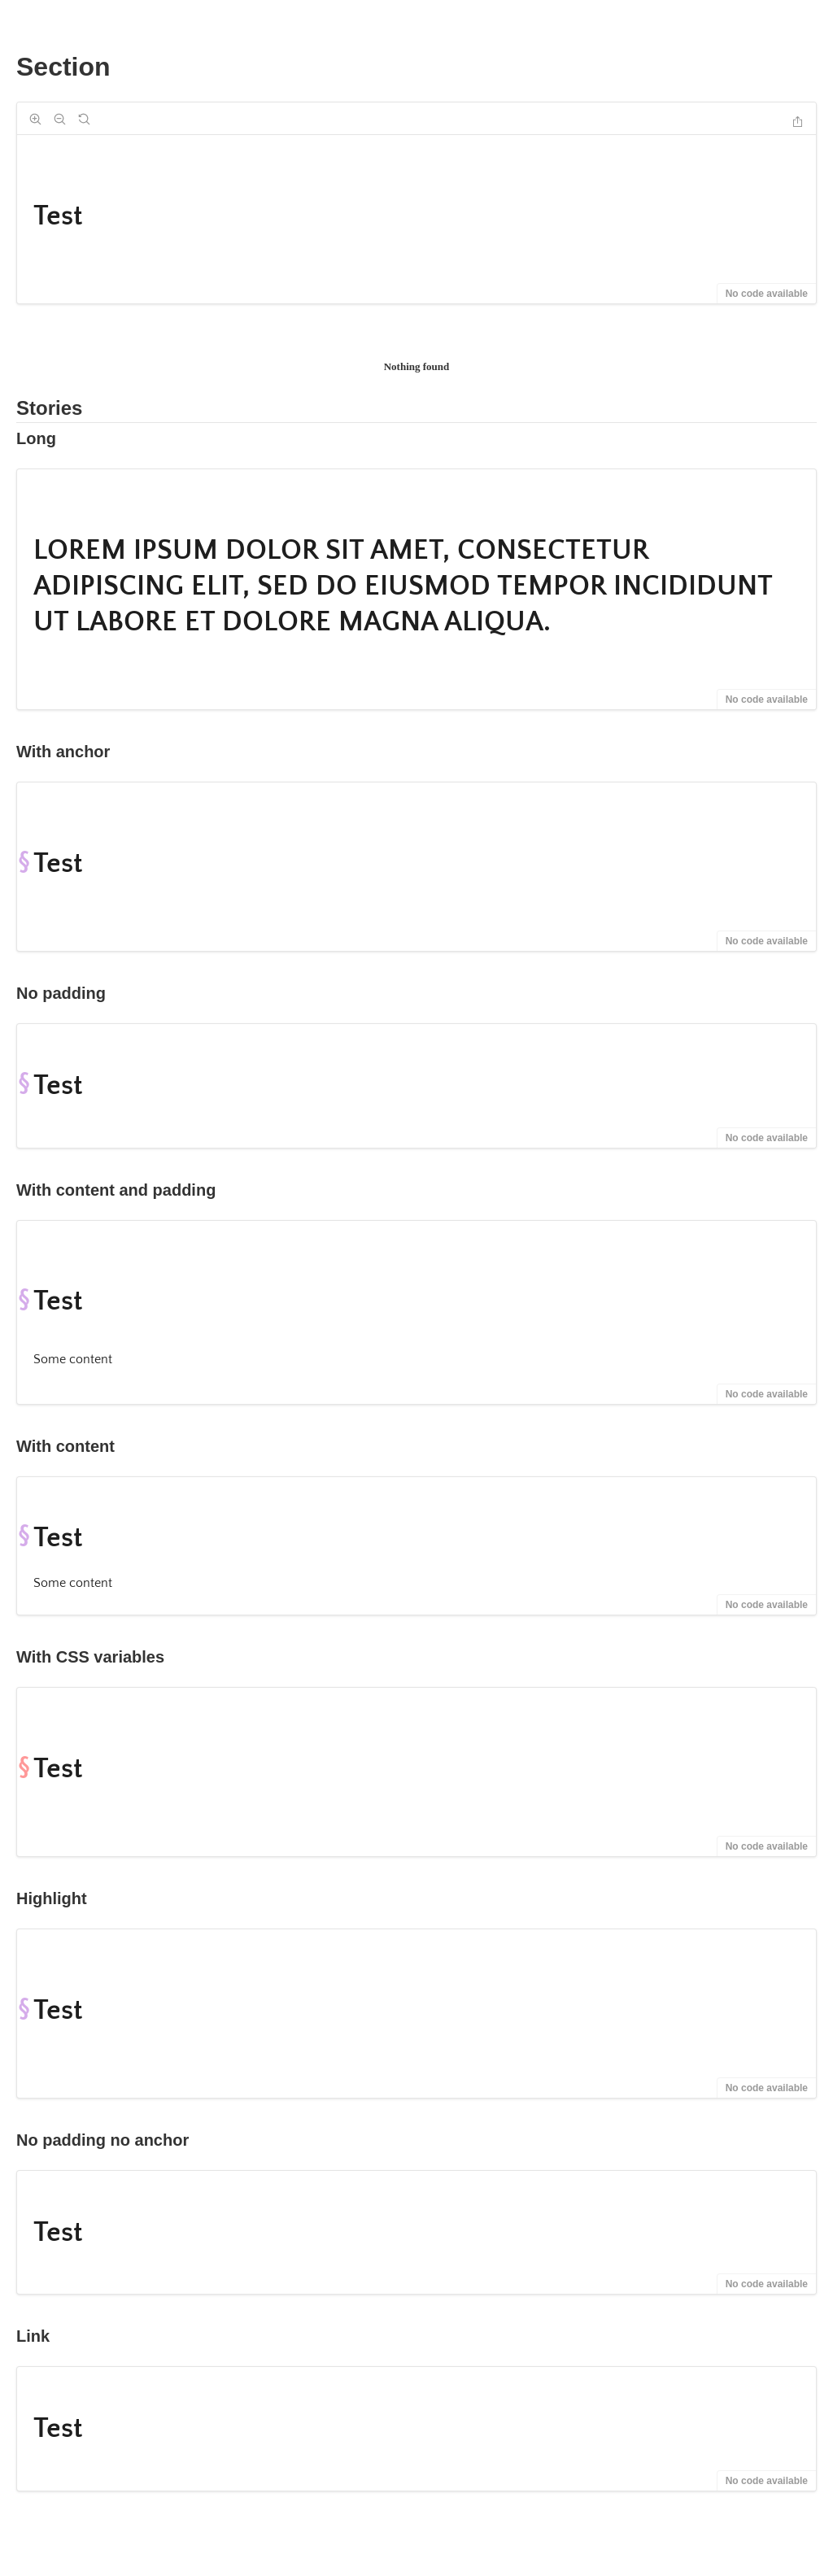 Section
Test
No code available
Nothing found
Stories
Long
LOREM IPSUM DOLOR SIT AMET, CONSECTETUR
ADIPISCING ELIT, SED DO EIUSMOD TEMPOR INCIDIDUNT
UT LABORE ET DOLORE MAGNA ALIQUA.
No code available
With anchor
§ Test
No code available
No padding
§ Test
No code available
With content and padding
§ Test
Some content
No code available
With content
§ Test
Some content
No code available
With CSS variables
§ Test
No code available
Highlight
§ Test
No code available
No padding no anchor
Test
No code available
Link
Test
No code available